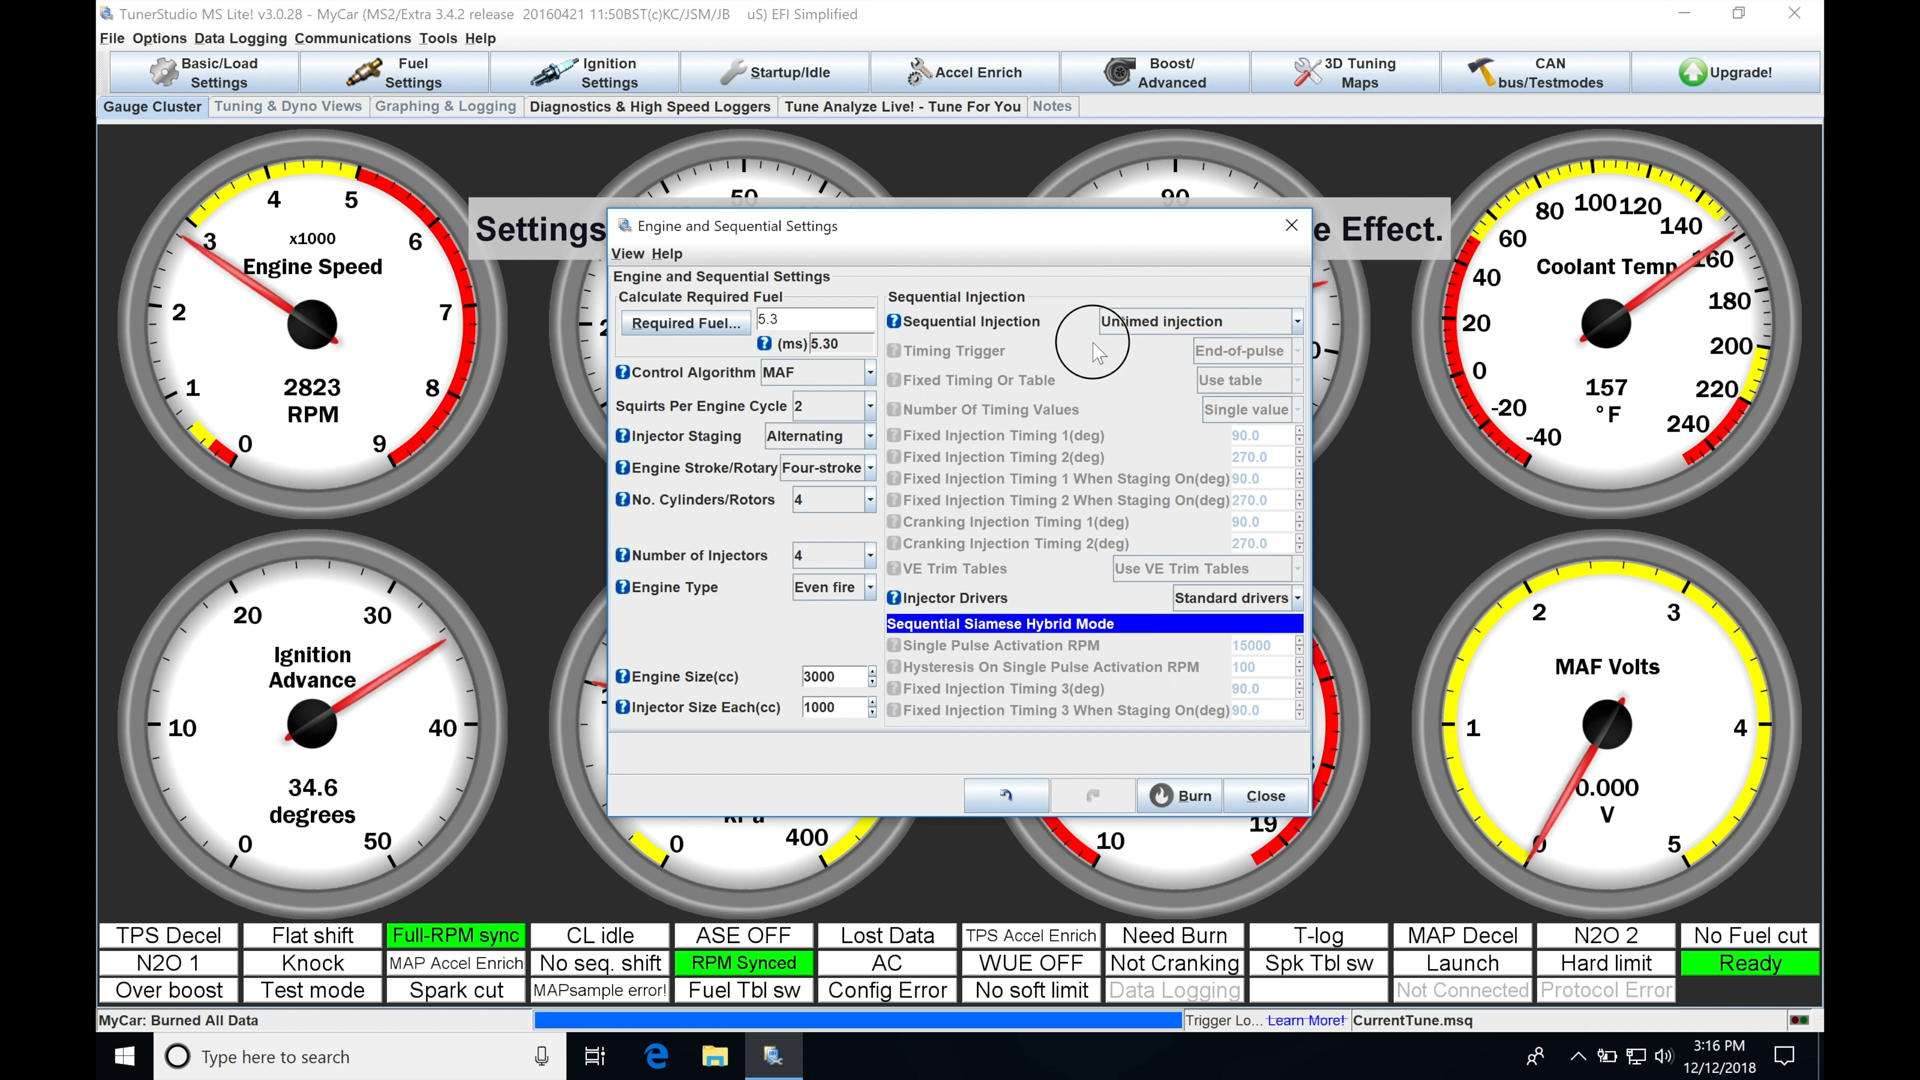 TunerStudio MS Lite! v3.0.28 - MyCar (MS2/Extra 3.4.2 release 20160421 11:50BST(c)KC/JSM/JB uS) EFI Simplified
File Options Data Logging Communications Tools Help
Basic/Load Settings
Fuel Settings
Ignition Settings
Startup/Idle
Accel Enrich
Boost/ Advanced
3D Tuning Maps
CAN bus/Testmodes
Upgrade!
Gauge Cluster
Tuning & Dyno Views
Graphing & Logging
Diagnostics & High Speed Loggers
Tune Analyze Live! - Tune For You
Notes
0 1 2 3 4 5 6 7 8 9
x1000
Engine Speed
2823
RPM
50
90
-40 -20 0 20 40 60 80 100 120 140 160 180 200 220 240
Coolant Temp
157
°F
Settings
e Effect.
Engine and Sequential Settings
View Help
Engine and Sequential Settings
Calculate Required Fuel
Required Fuel... 5.3
(ms) 5.30
Control Algorithm MAF
Squirts Per Engine Cycle 2
Injector Staging Alternating
Engine Stroke/Rotary Four-stroke
No. Cylinders/Rotors 4
Number of Injectors 4
Engine Type Even fire
Engine Size(cc) 3000
Injector Size Each(cc) 1000
Sequential Injection
Sequential Injection Untimed injection
Timing Trigger End-of-pulse
Fixed Timing Or Table Use table
Number Of Timing Values Single value
Fixed Injection Timing 1(deg) 90.0
Fixed Injection Timing 2(deg) 270.0
Fixed Injection Timing 1 When Staging On(deg) 90.0
Fixed Injection Timing 2 When Staging On(deg) 270.0
Cranking Injection Timing 1(deg) 90.0
Cranking Injection Timing 2(deg) 270.0
VE Trim Tables Use VE Trim Tables
Injector Drivers Standard drivers
Sequential Siamese Hybrid Mode
Single Pulse Activation RPM 15000
Hysteresis On Single Pulse Activation RPM 100
Fixed Injection Timing 3(deg) 90.0
Fixed Injection Timing 3 When Staging On(deg) 90.0
Burn
Close
0 10 20 30 40 50
Ignition
Advance
34.6
degrees
0 400
10 19
0 1 2 3 4 5
MAF Volts
0.000
V
TPS Decel
Flat shift
Full-RPM sync
CL idle
ASE OFF
Lost Data
TPS Accel Enrich
Need Burn
T-log
MAP Decel
N2O 2
No Fuel cut
N2O 1
Knock
MAP Accel Enrich
No seq. shift
RPM Synced
AC
WUE OFF
Not Cranking
Spk Tbl sw
Launch
Hard limit
Ready
Over boost
Test mode
Spark cut
MAPsample error!
Fuel Tbl sw
Config Error
No soft limit
Data Logging
Not Connected
Protocol Error
MyCar: Burned All Data
Trigger Lo... Learn More!
CurrentTune.msq
Type here to search
3:16 PM
12/12/2018